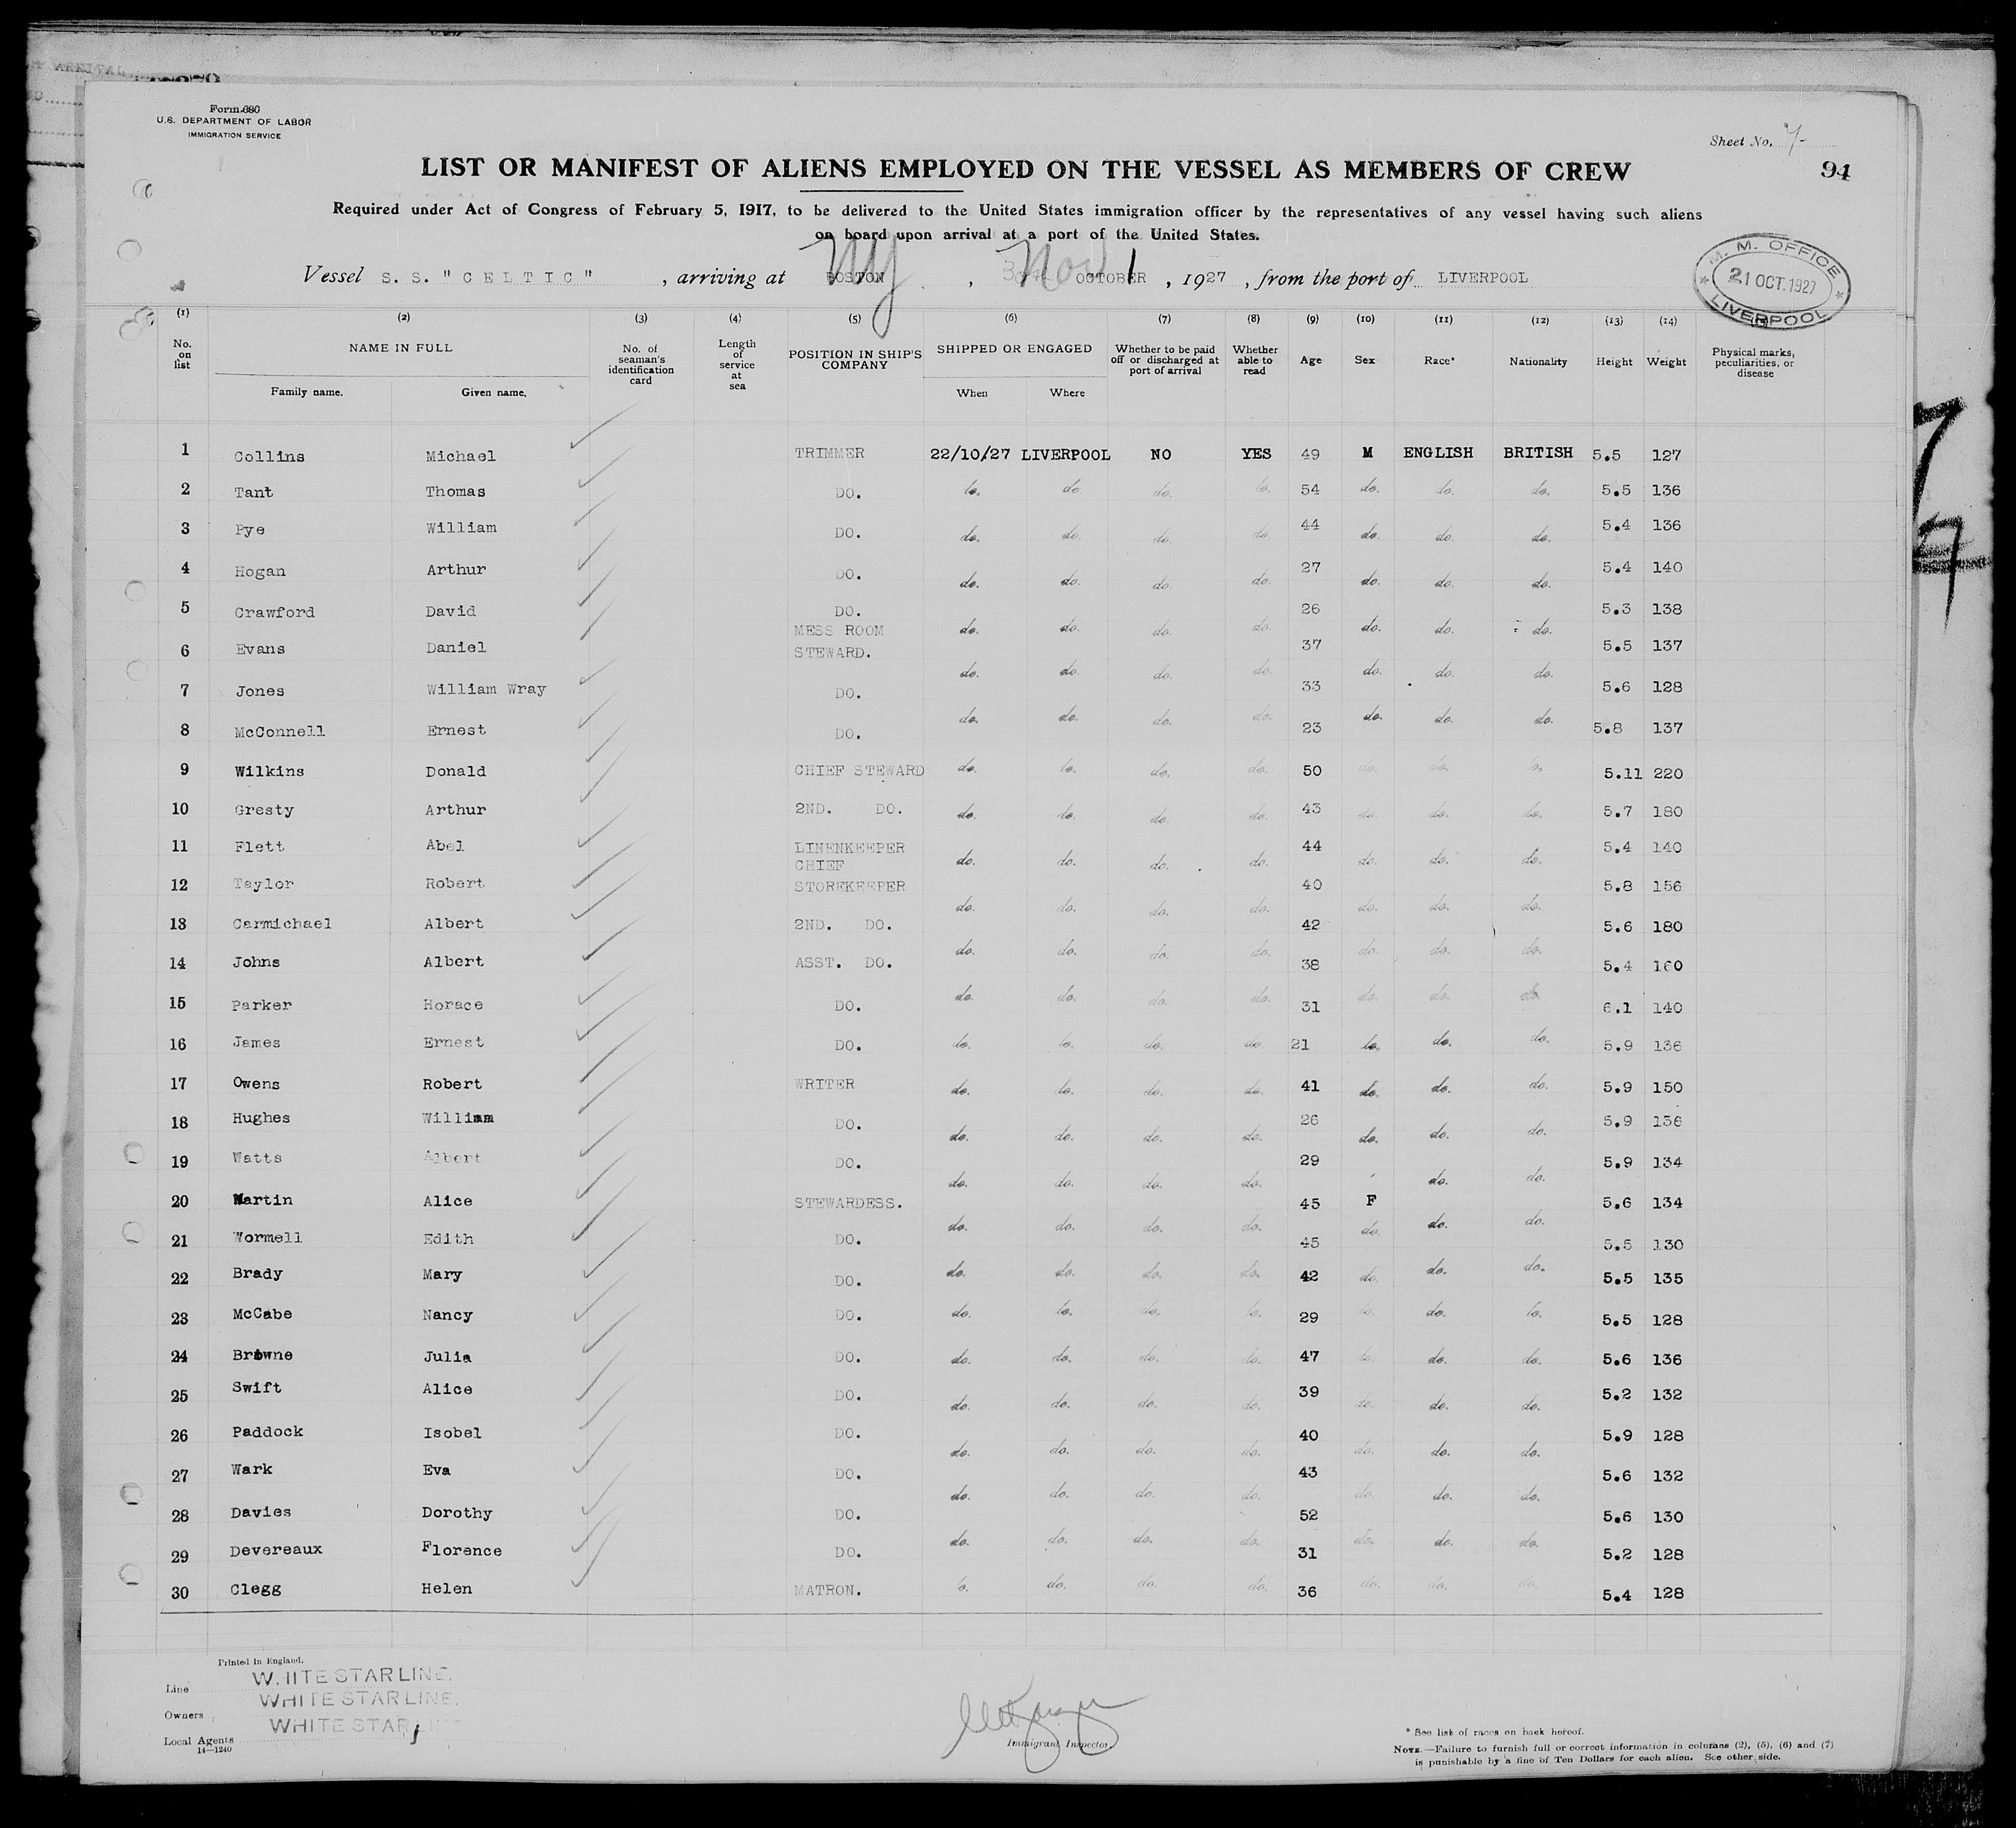 Form 680
U.S. DEPARTMENT OF LABOR
IMMIGRATION SERVICE
Sheet No. 7
94
LIST OR MANIFEST OF ALIENS EMPLOYED ON THE VESSEL AS MEMBERS OF CREW
Required under Act of Congress of February 5, 1917, to be delivered to the United States immigration officer by the representatives of any vessel having such aliens
on board upon arrival at a port of the United States.
NY Nov 1
Vessel S. S. "CELTIC", arriving at BOSTON, OCTOBER, 1927, from the port of LIVERPOOL
M. OFFICE
21 OCT. 1927
LIVERPOOL
(1) (2) (3) (4) (5) (6) (7) (8) (9) (10) (11) (12) (13) (14) (15)
No. on list NAME IN FULL Family name. Given name. No. of seaman's identification card Length of service at sea POSITION IN SHIP'S COMPANY SHIPPED OR ENGAGED When Where Whether to be paid off or discharged at port of arrival Whether able to read Age Sex Race* Nationality Height Weight Physical marks, peculiarities, or disease
1 Collins Michael TRIMMER 22/10/27 LIVERPOOL NO YES 49 M ENGLISH BRITISH 5.5 127
2 Tant Thomas DO. do. do. do. do. 54 do. do. do. 5.5 136
3 Pye William DO. do. do. do. do. 44 do. do. do. 5.4 136
4 Hogan Arthur DO. do. do. do. do. 27 do. do. do. 5.4 140
5 Crawford David DO. do. do. do. do. 26 do. do. do. 5.3 138
6 Evans Daniel MESS ROOM STEWARD. do. do. do. do. 37 do. do. do. 5.5 137
7 Jones William Wray DO. do. do. do. do. 33 do. do. do. 5.6 128
8 McConnell Ernest DO. do. do. do. do. 23 do. do. do. 5.8 137
9 Wilkins Donald CHIEF STEWARD do. do. do. do. 50 do. do. do. 5.11 220
10 Gresty Arthur 2ND. DO. do. do. do. do. 43 do. do. do. 5.7 180
11 Flett Abel LINENKEEPER do. do. do. do. 44 do. do. do. 5.4 140
12 Taylor Robert CHIEF STOREKEEPER do. do. do. do. 40 do. do. do. 5.8 156
13 Carmichael Albert 2ND. DO. do. do. do. do. 42 do. do. do. 5.6 180
14 Johns Albert ASST. DO. do. do. do. do. 38 do. do. do. 5.4 160
15 Parker Horace DO. do. do. do. do. 31 do. do. do. 6.1 140
16 James Ernest DO. do. do. do. do. 21 do. do. do. 5.9 136
17 Owens Robert WRITER do. do. do. do. 41 do. do. do. 5.9 150
18 Hughes William DO. do. do. do. do. 26 do. do. do. 5.9 136
19 Watts Albert DO. do. do. do. do. 29 do. do. 5.9 134
20 Martin Alice STEWARDESS. do. do. do. do. 45 F do. do. 5.6 134
21 Wormell Edith DO. do. do. do. do. 45 do. do. do. 5.5 130
22 Brady Mary DO. do. do. do. do. 42 do. do. do. 5.5 135
23 McCabe Nancy DO. do. do. do. do. 29 do. do. do. 5.5 128
24 Browne Julia DO. do. do. do. do. 47 do. do. do. 5.6 136
25 Swift Alice DO. do. do. do. do. 39 do. do. do. 5.2 132
26 Paddock Isobel DO. do. do. do. do. 40 do. do. do. 5.9 128
27 Wark Eva DO. do. do. do. do. 43 do. do. do. 5.6 132
28 Davies Dorothy DO. do. do. do. do. 52 do. do. do. 5.6 130
29 Devereaux Florence DO. do. do. do. do. 31 do. do. do. 5.2 128
30 Clegg Helen MATRON. do. do. do. do. 36 do. do. do. 5.4 128
Printed in England.
Line WHITE STAR LINE.
Owners WHITE STAR LINE.
Local Agents WHITE STAR LINE
14—1240
Immigrant Inspector.
* See list of races on back hereof.
NOTE.—Failure to furnish full or correct information in columns (2), (5), (6) and (7)
is punishable by a fine of Ten Dollars for each alien. See other side.